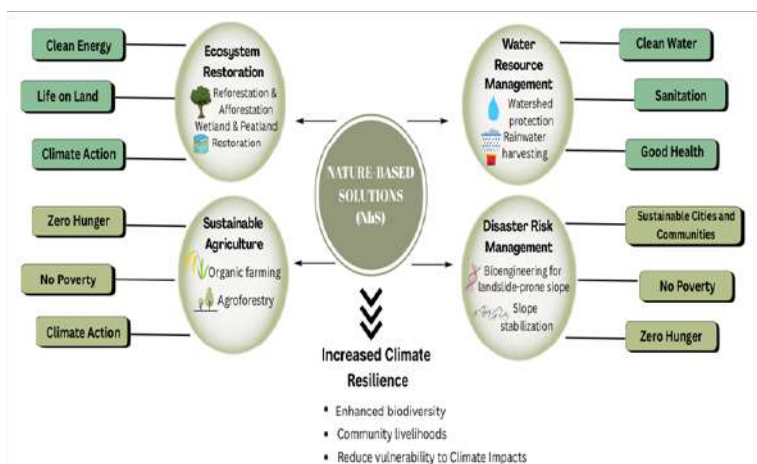 Clean Energy
Life on Land
Climate Action
Ecosystem
Restoration
Reforestation &
Afforestation
Wetland & Peatland
Restoration
Water
Resource
Management
Watershed
protection
Rainwater
harvesting
Clean Water
Sanitation
Good Health
NATURE-BASED
SOLUTIONS
(NbS)
Zero Hunger
No Poverty
Climate Action
Sustainable
Agriculture
Organic farming
Agroforestry
Disaster Risk
Management
Bioengineering for
landslide-prone slope
Slope
stabilization
Sustainable Cities and
Communities
No Poverty
Zero Hunger
Increased Climate
Resilience
• Enhanced biodiversity
• Community livelihoods
• Reduce vulnerability to Climate Impacts